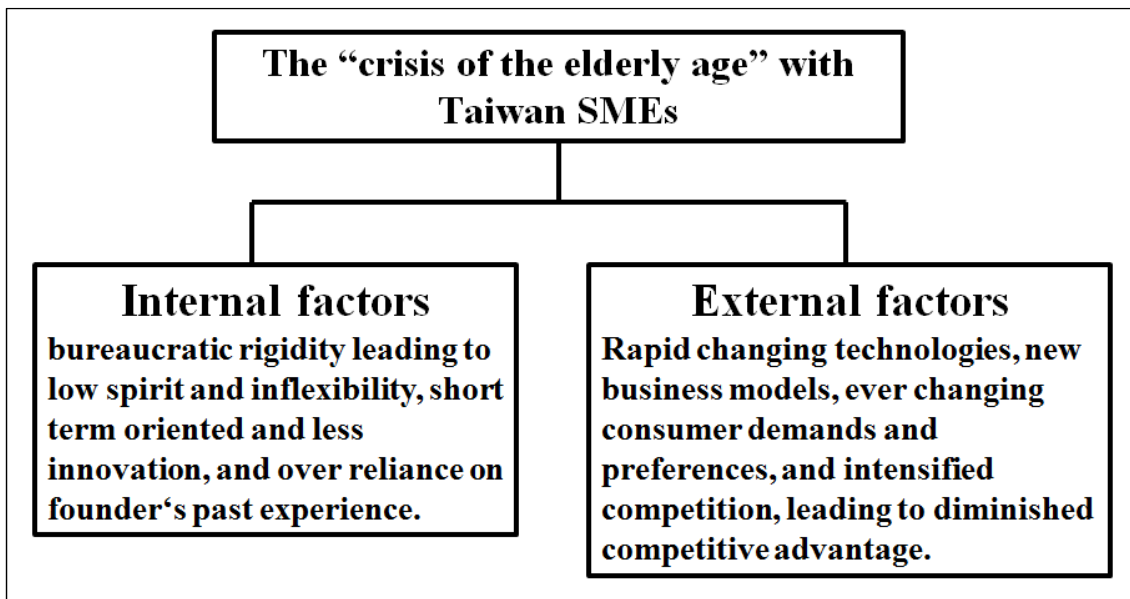 The “crisis of the elderly age” with
Taiwan SMEs
Internal factors
bureaucratic rigidity leading to
low spirit and inflexibility, short
term oriented and less
innovation, and over reliance on
founder‘s past experience.
External factors
Rapid changing technologies, new
business models, ever changing
consumer demands and
preferences, and intensified
competition, leading to diminished
competitive advantage.